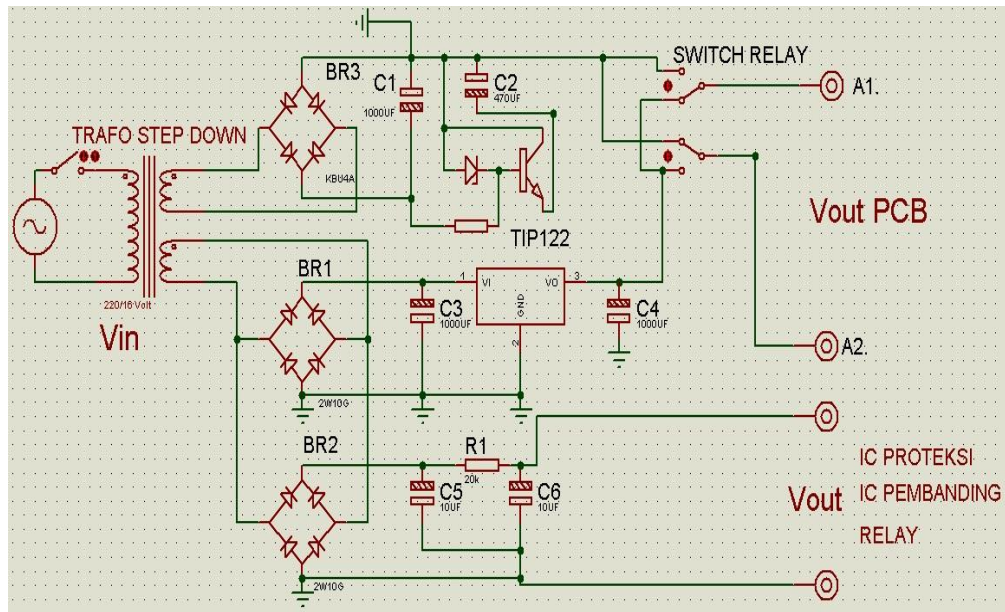 SWITCH RELAY
BR3
C1
1000UF
C2
470UF
A1.
TRAFO STEP DOWN
KBU4A
TIP122
Vout PCB
BR1
1
VI
VO
3
GND
2
C3
1000UF
C4
1000UF
220/16 Volt
Vin
A2.
2W10G
BR2
R1
20k
C5
10UF
C6
10UF
IC PROTEKSI
Vout
IC PEMBANDING
RELAY
2W10G